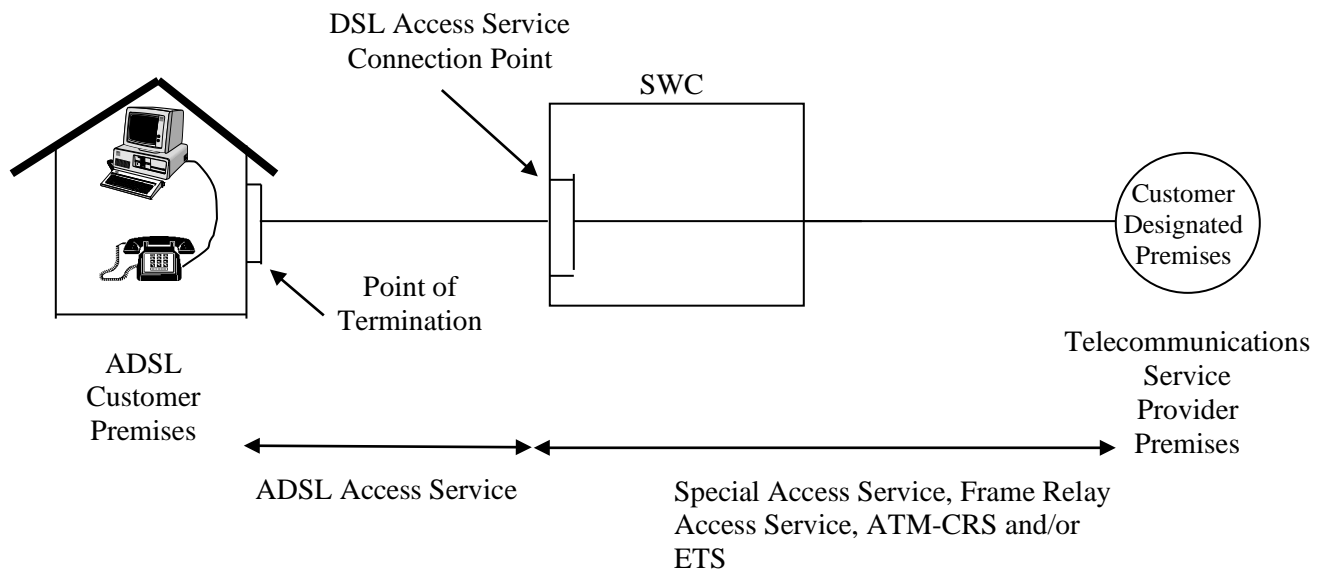 DSL Access Service
Connection Point
SWC
Customer
Designated
Premises
Point of
Termination
ADSL
Customer
Premises
Telecommunications
Service
Provider
Premises
ADSL Access Service
Special Access Service, Frame Relay
Access Service, ATM-CRS and/or
ETS